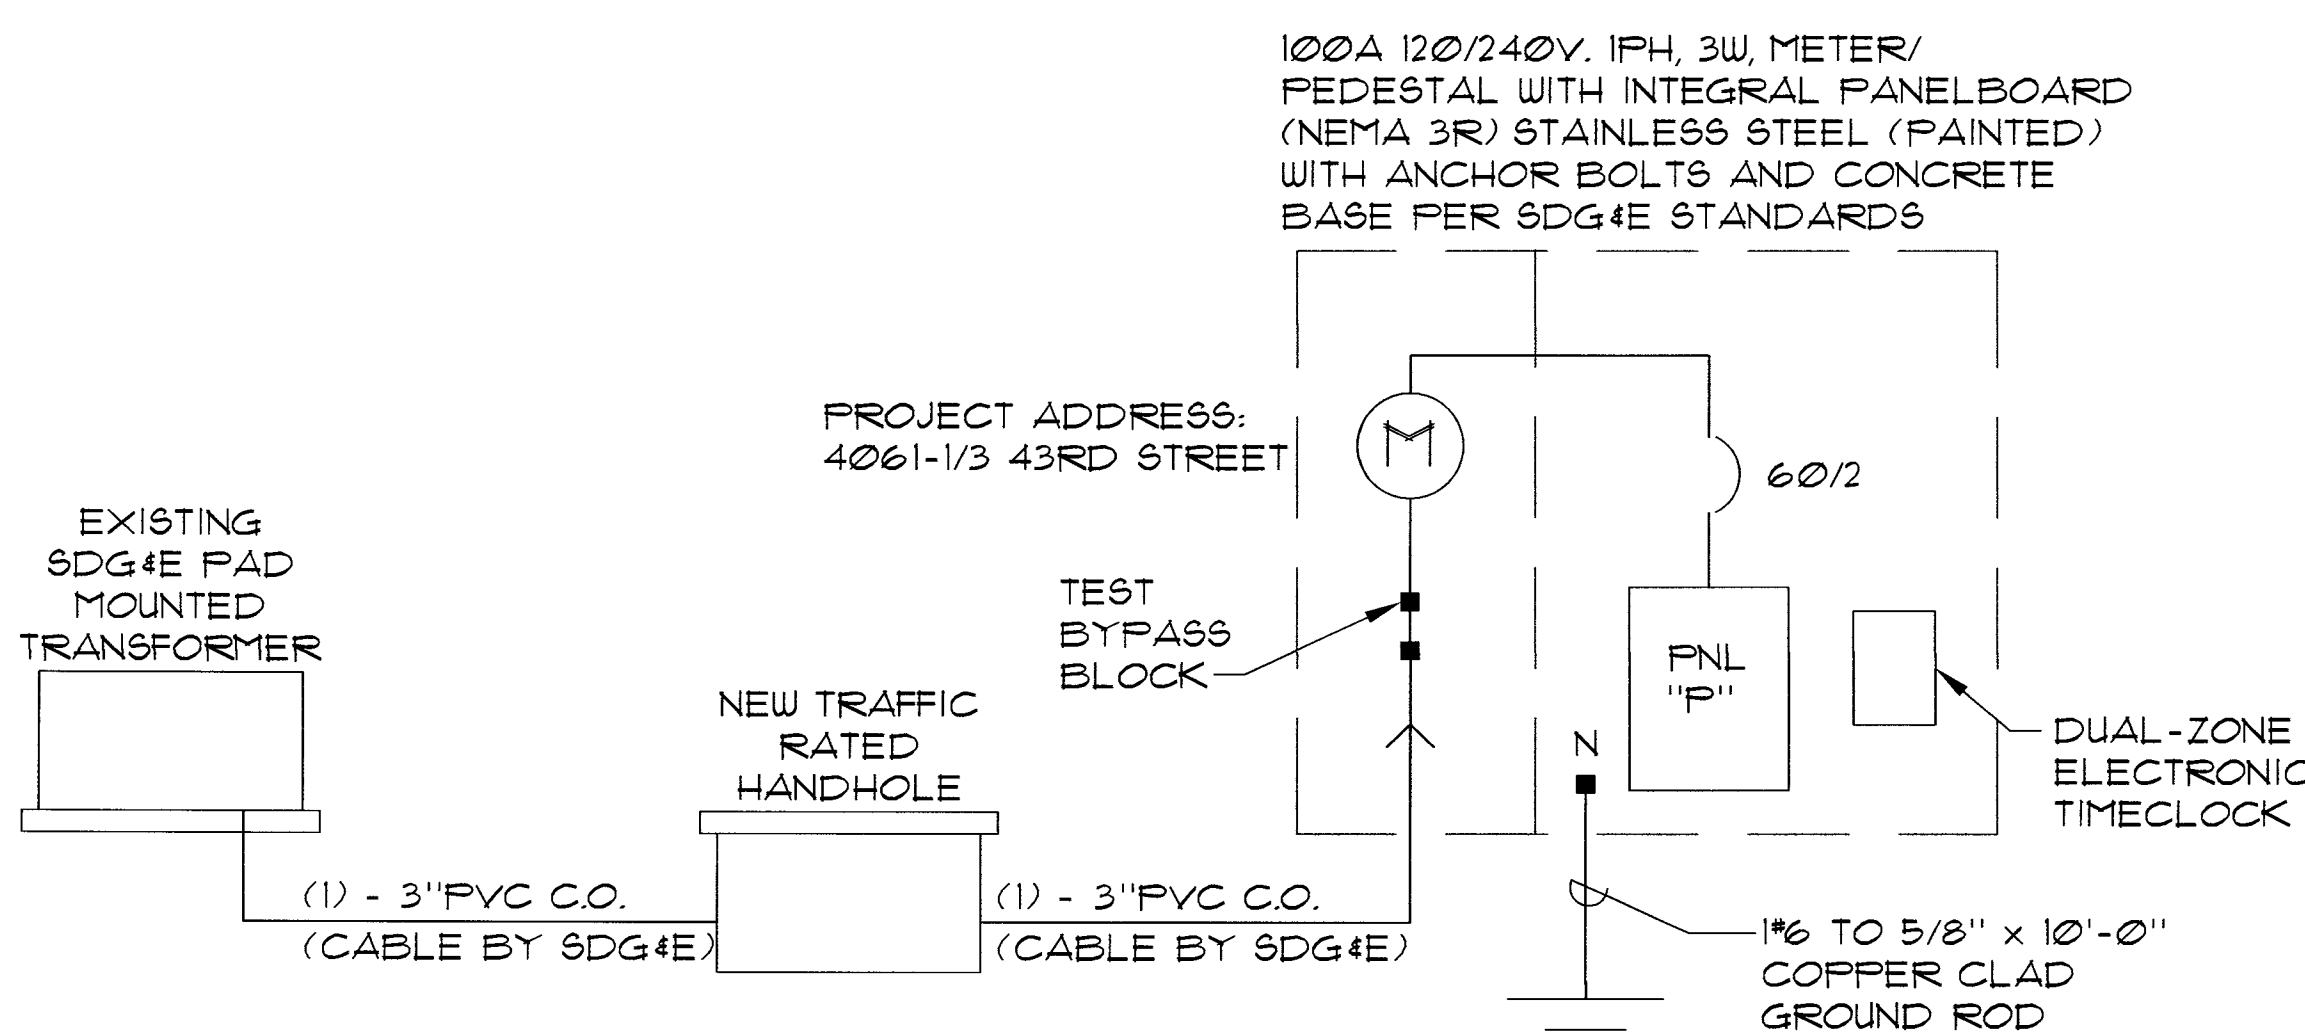 100A 120/240V. 1PH, 3W, METER/
PEDESTAL WITH INTEGRAL PANELBOARD
(NEMA 3R) STAINLESS STEEL (PAINTED)
WITH ANCHOR BOLTS AND CONCRETE
BASE PER SDG&E STANDARDS
PROJECT ADDRESS:
4061-1/3 43RD STREET
M
60/2
EXISTING
SDG&E PAD
MOUNTED
TRANSFORMER
TEST
BYPASS
BLOCK
NEW TRAFFIC
RATED
HANDHOLE
PNL
"P"
N
DUAL-ZONE
ELECTRONIC
TIMECLOCK
(1) - 3"PVC C.O.
(CABLE BY SDG&E)
(1) - 3"PVC C.O.
(CABLE BY SDG&E)
1#6 TO 5/8" x 10'-0"
COPPER CLAD
GROUND ROD